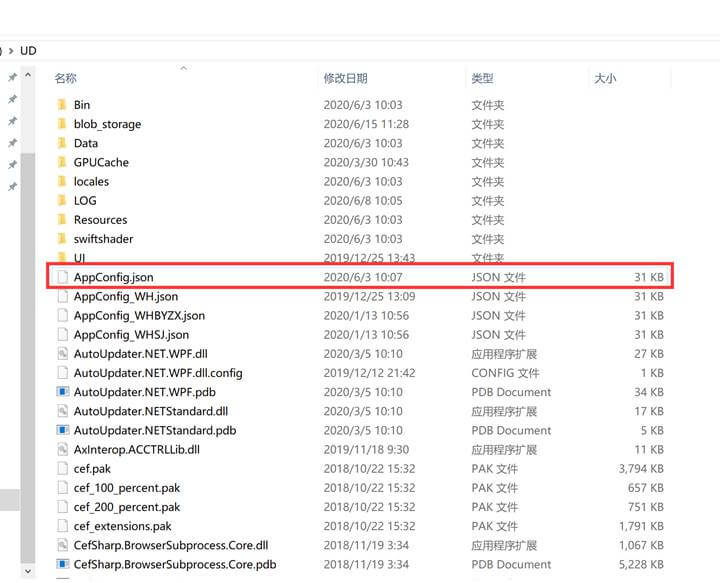 ) > UD
名称 修改日期 类型 大小
Bin 2020/6/3 10:03 文件夹
blob_storage 2020/6/15 11:28 文件夹
Data 2020/6/3 10:03 文件夹
GPUCache 2020/3/30 10:43 文件夹
locales 2020/6/3 10:03 文件夹
LOG 2020/6/8 10:05 文件夹
Resources 2020/6/3 10:03 文件夹
swiftshader 2020/6/3 10:03 文件夹
UI 2019/12/25 13:43 文件夹
AppConfig.json 2020/6/3 10:07 JSON 文件 31 KB
AppConfig_WH.json 2019/12/25 13:09 JSON 文件 31 KB
AppConfig_WHBYZX.json 2020/1/13 10:56 JSON 文件 31 KB
AppConfig_WHSJ.json 2020/1/13 10:56 JSON 文件 31 KB
AutoUpdater.NET.WPF.dll 2020/3/5 10:10 应用程序扩展 27 KB
AutoUpdater.NET.WPF.dll.config 2019/12/12 21:42 CONFIG 文件 1 KB
AutoUpdater.NET.WPF.pdb 2020/3/5 10:10 PDB Document 34 KB
AutoUpdater.NETStandard.dll 2020/3/5 10:10 应用程序扩展 17 KB
AutoUpdater.NETStandard.pdb 2020/3/5 10:10 PDB Document 5 KB
AxInterop.ACCTRLLib.dll 2019/11/18 9:30 应用程序扩展 11 KB
cef.pak 2018/10/22 15:32 PAK 文件 3,794 KB
cef_100_percent.pak 2018/10/22 15:32 PAK 文件 657 KB
cef_200_percent.pak 2018/10/22 15:32 PAK 文件 751 KB
cef_extensions.pak 2018/10/22 15:32 PAK 文件 1,791 KB
CefSharp.BrowserSubprocess.Core.dll 2018/11/19 3:34 应用程序扩展 1,067 KB
CefSharp.BrowserSubprocess.Core.pdb 2018/11/19 3:34 PDB Document 5,228 KB